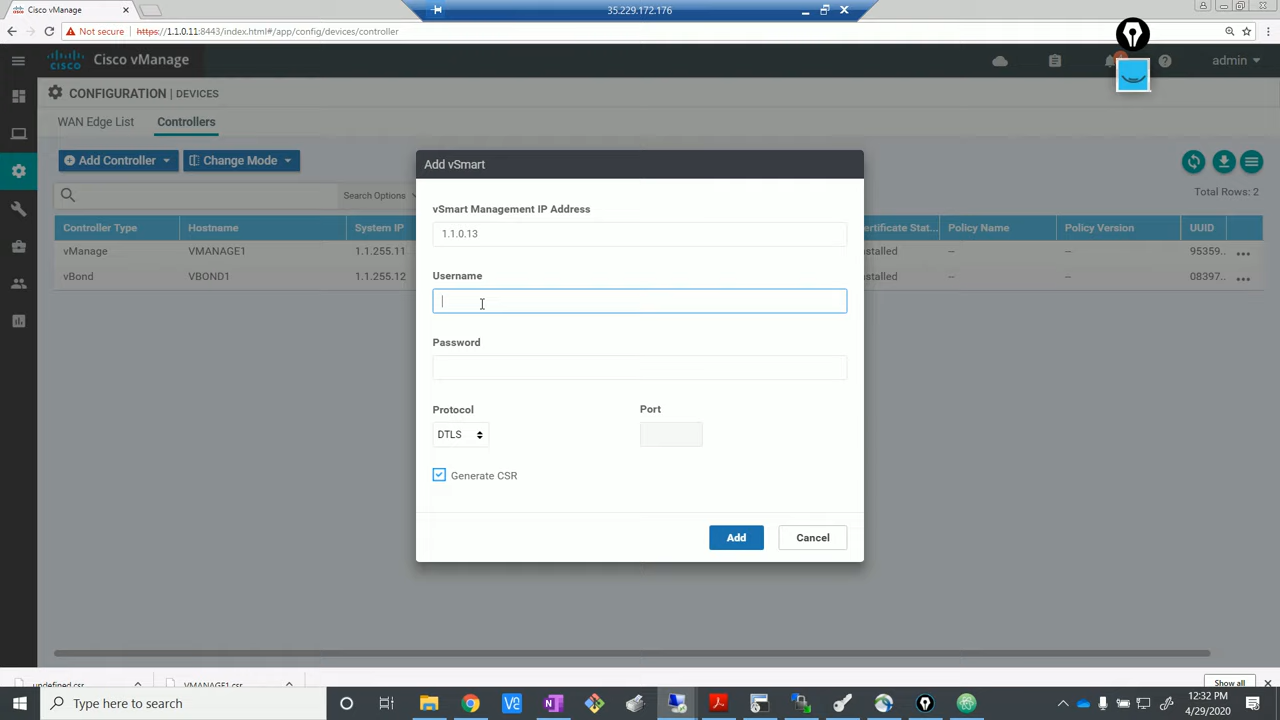 Cisco vManage
35.229.172.176
Not secure https://1.1.0.11:8443/index.html#/app/config/devices/controller
CISCO
Cisco vManage
admin
CONFIGURATION | DEVICES
WAN Edge List
Controllers
Add Controller
Change Mode
Search Options
Total Rows: 2
Controller Type Hostname System IP ertificate Stat... Policy Name Policy Version UUID
vManage VMANAGE1 1.1.255.11 stalled -- -- 95359.. ...
vBond VBOND1 1.1.255.12 stalled -- -- 08397.. ...
Add vSmart
vSmart Management IP Address
1.1.0.13
Username
Password
Protocol Port
DTLS
Generate CSR
Add Cancel
undefined.csr VMANAGE1.csr Show all
Type here to search
12:32 PM
4/29/2020